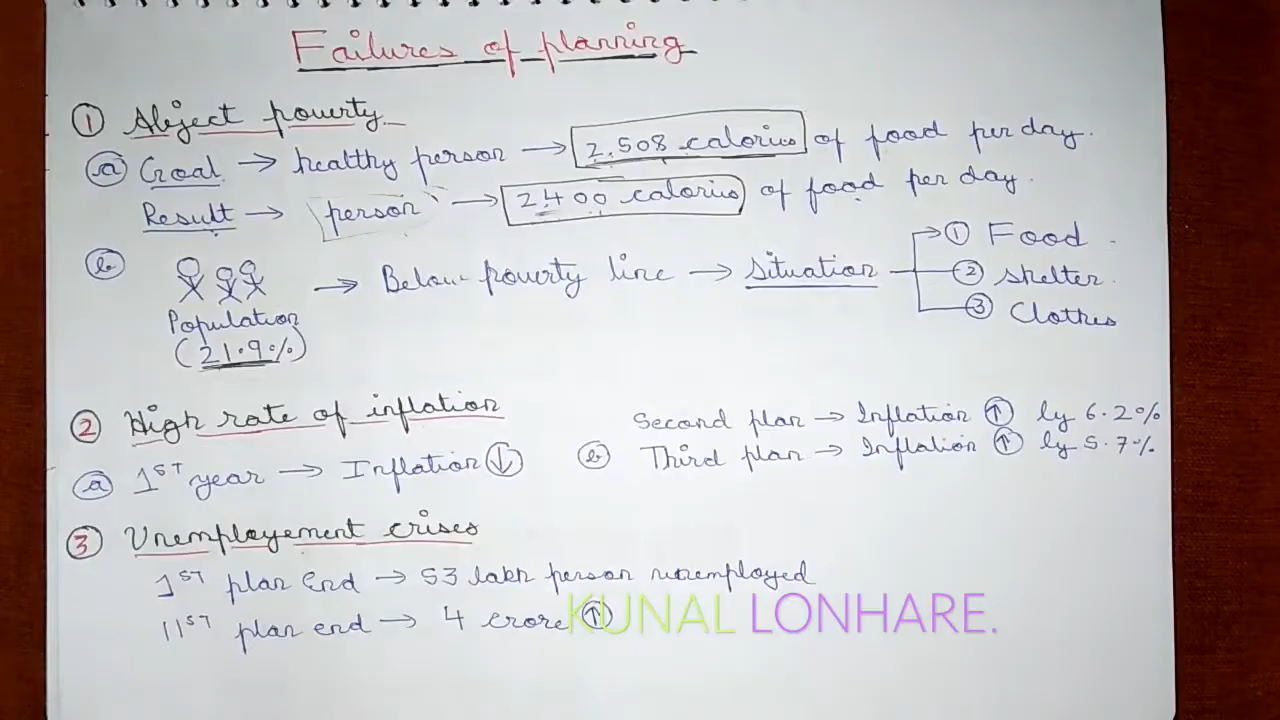 Failures of planning
① Abject poverty
ⓐ Goal → healthy person → 2,508 calories of food per day.
Result → person → 2,400 calories of food per day.
ⓑ → Below poverty line → situation
① Food
② shelter.
③ Clothes
Population
(21.9%)
② High rate of inflation
ⓐ 1ST year → Inflation ↓
Second plan → Inflation ↑ by 6.2%
ⓑ Third plan → Inflation ↑ by 5.7%
③ Unemployement crises
1ST plan End → 53 lakh person unemployed
11ST plan end → 4 crore ↑
KUNAL LONHARE.